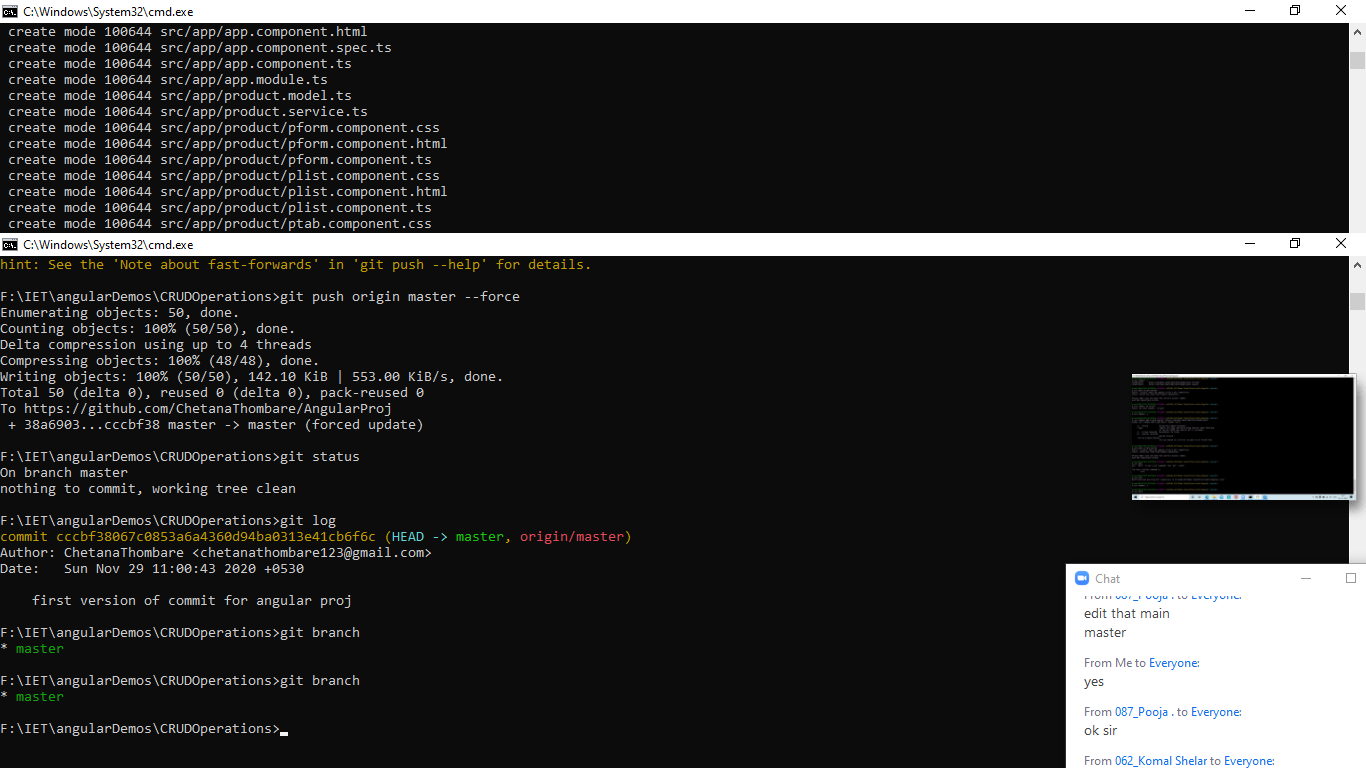 C:\Windows\System32\cmd.exe
create mode 100644 src/app/app.component.html
create mode 100644 src/app/app.component.spec.ts
create mode 100644 src/app/app.component.ts
create mode 100644 src/app/app.module.ts
create mode 100644 src/app/product.model.ts
create mode 100644 src/app/product.service.ts
create mode 100644 src/app/product/pform.component.css
create mode 100644 src/app/product/pform.component.html
create mode 100644 src/app/product/pform.component.ts
create mode 100644 src/app/product/plist.component.css
create mode 100644 src/app/product/plist.component.html
create mode 100644 src/app/product/plist.component.ts
create mode 100644 src/app/product/ptab.component.css
C:\Windows\System32\cmd.exe
hint: See the 'Note about fast-forwards' in 'git push --help' for details.
F:\IET\angularDemos\CRUDOperations>git push origin master --force
Enumerating objects: 50, done.
Counting objects: 100% (50/50), done.
Delta compression using up to 4 threads
Compressing objects: 100% (48/48), done.
Writing objects: 100% (50/50), 142.10 KiB | 553.00 KiB/s, done.
Total 50 (delta 0), reused 0 (delta 0), pack-reused 0
To https://github.com/ChetanaThombare/AngularProj
+ 38a6903...cccbf38 master -> master (forced update)
F:\IET\angularDemos\CRUDOperations>git status
On branch master
nothing to commit, working tree clean
F:\IET\angularDemos\CRUDOperations>git log
commit cccbf38067c0853a6a4360d94ba0313e41cb6f6c (HEAD -> master, origin/master)
Author: ChetanaThombare <chetanathombare123@gmail.com>
Date:   Sun Nov 29 11:00:43 2020 +0530
first version of commit for angular proj
F:\IET\angularDemos\CRUDOperations>git branch
* master
F:\IET\angularDemos\CRUDOperations>git branch
* master
F:\IET\angularDemos\CRUDOperations>
Chat
From 087_Pooja . to Everyone:
edit that main
master
From Me to Everyone:
yes
From 087_Pooja . to Everyone:
ok sir
From 062_Komal Shelar to Everyone: